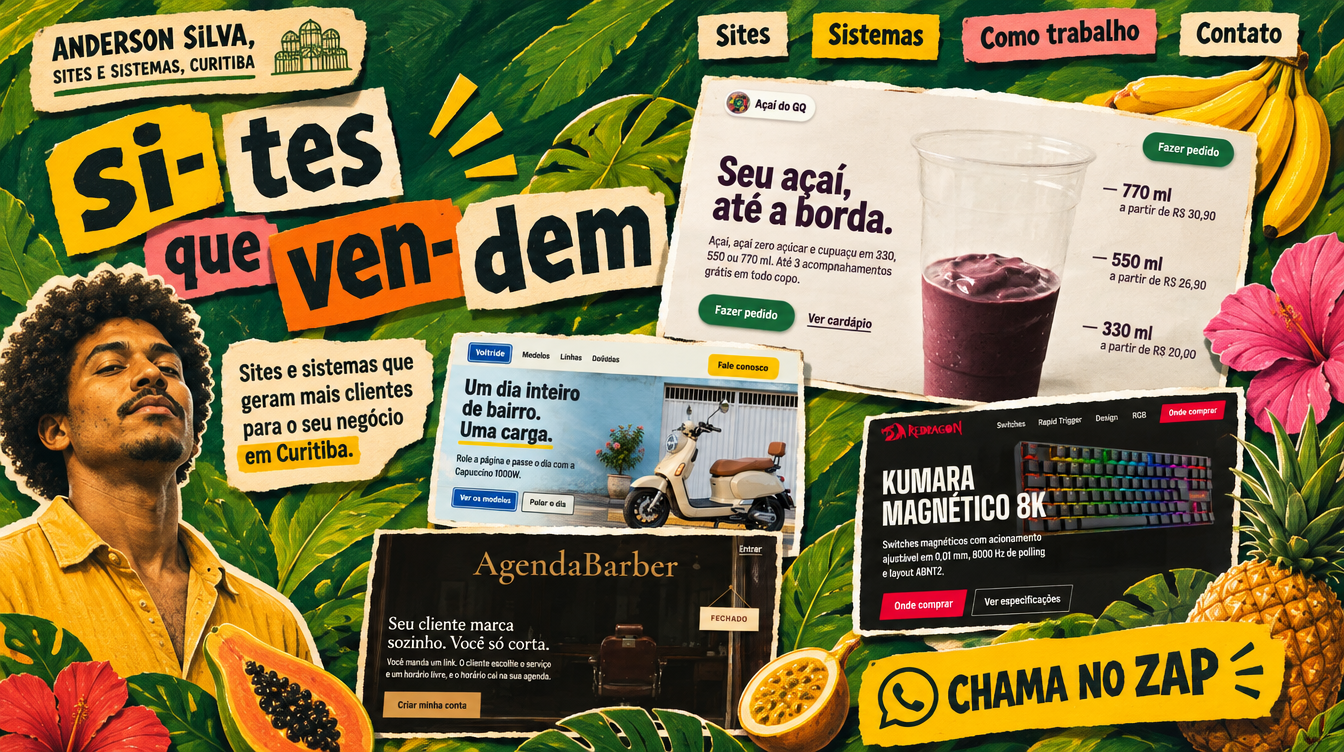 ANDERSON SILVA,
SITES E SISTEMAS, CURITIBA
Sites
Sistemas
Como trabalho
Contato
Si-tes
que ven-dem
Sites e sistemas que
geram mais clientes
para o seu negócio
em Curitiba.
Açaí do GQ
Fazer pedido
Seu açaí,
até a borda.
Açaí, açaí zero açúcar e cupuaçu em 330,
550 ou 770 ml. Até 3 acompnahamentos
grátis em todo copo.
Fazer pedido
Ver cardápio
770 ml
a partir de R$ 30,90
550 ml
a partir de R$ 26,90
330 ml
a partir de R$ 20,00
Voltride
Modelos
Linhas
Fale conosco
Um dia inteiro
de bairro.
Uma carga.
Role a página e passe o dia com a
Capuccino 1000W.
Ver os modelos
Pular o dia
REDRAGON
Switches
Rapid Trigger
Design
RGB
Onde comprar
KUMARA
MAGNÉTICO 8K
Switches magnéticos com acionamento
ajustável em 0,01 mm, 8000 Hz de polling
e layout ABNT2.
Onde comprar
Ver especificações
AgendaBarber
Entrar
FECHADO
Seu cliente marca
sozinho. Você só corta.
Você manda um link. O cliente escolhe o serviço
e um horário livre, e o horário cai na sua agenda.
Criar minha conta
CHAMA NO ZAP